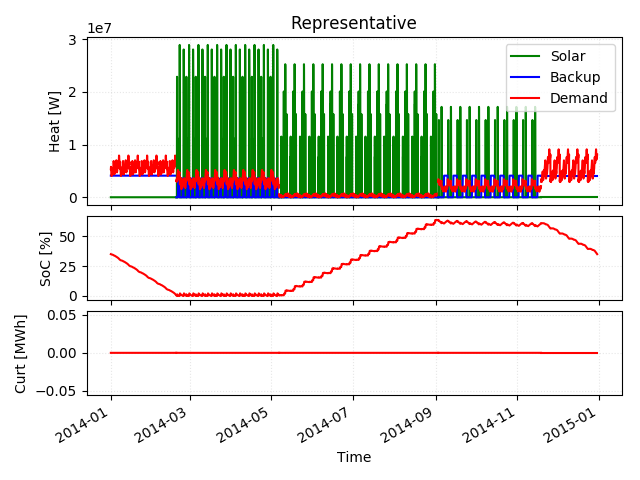 Representative
1e7
3
2
1
0
Heat [W]
Solar
Backup
Demand
50
25
0
SoC [%]
0.05
0.00
−0.05
Curt [MWh]
2014-01
2014-03
2014-05
2014-07
2014-09
2014-11
2015-01
Time